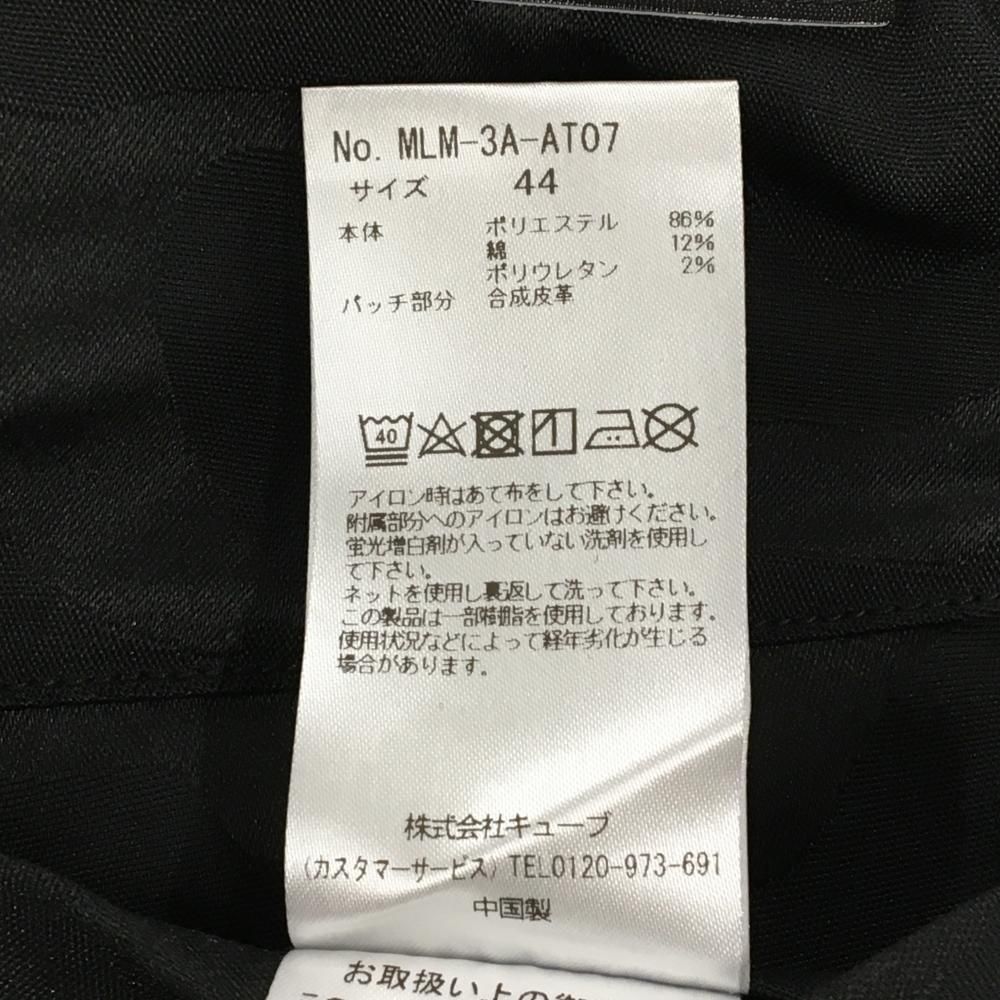 No. MLM-3A-AT07
サイズ 44
本体 ポリエステル 86%
綿 12%
ポリウレタン 2%
パッチ部分 合成皮革
40
アイロン時はあて布をして下さい。
附属部分へのアイロンはお避けください。
蛍光増白剤が入っていない洗剤を使用し
て下さい。
ネットを使用し裏返して洗って下さい。
この製品は一部樹脂を使用しております。
使用状況などによって経年劣化が生じる
場合があります。
株式会社キューブ
(カスタマーサービス) TEL0120-973-691
中国製
お取扱い上の